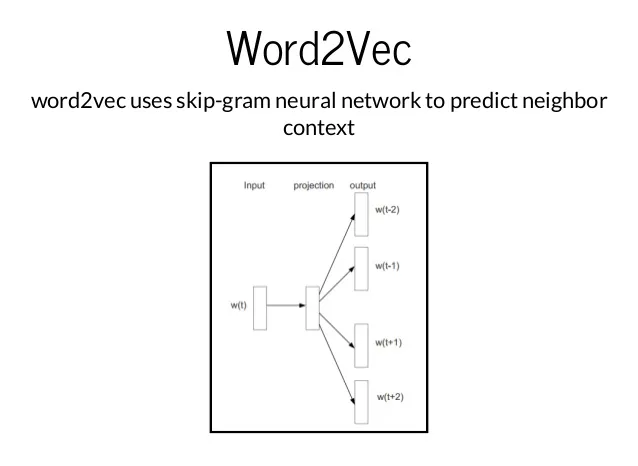 Word2Vec
word2vec uses skip-gram neural network to predict neighbor
context
Input projection output
w(t-2)
w(t-1)
w(t)
w(t+1)
w(t+2)